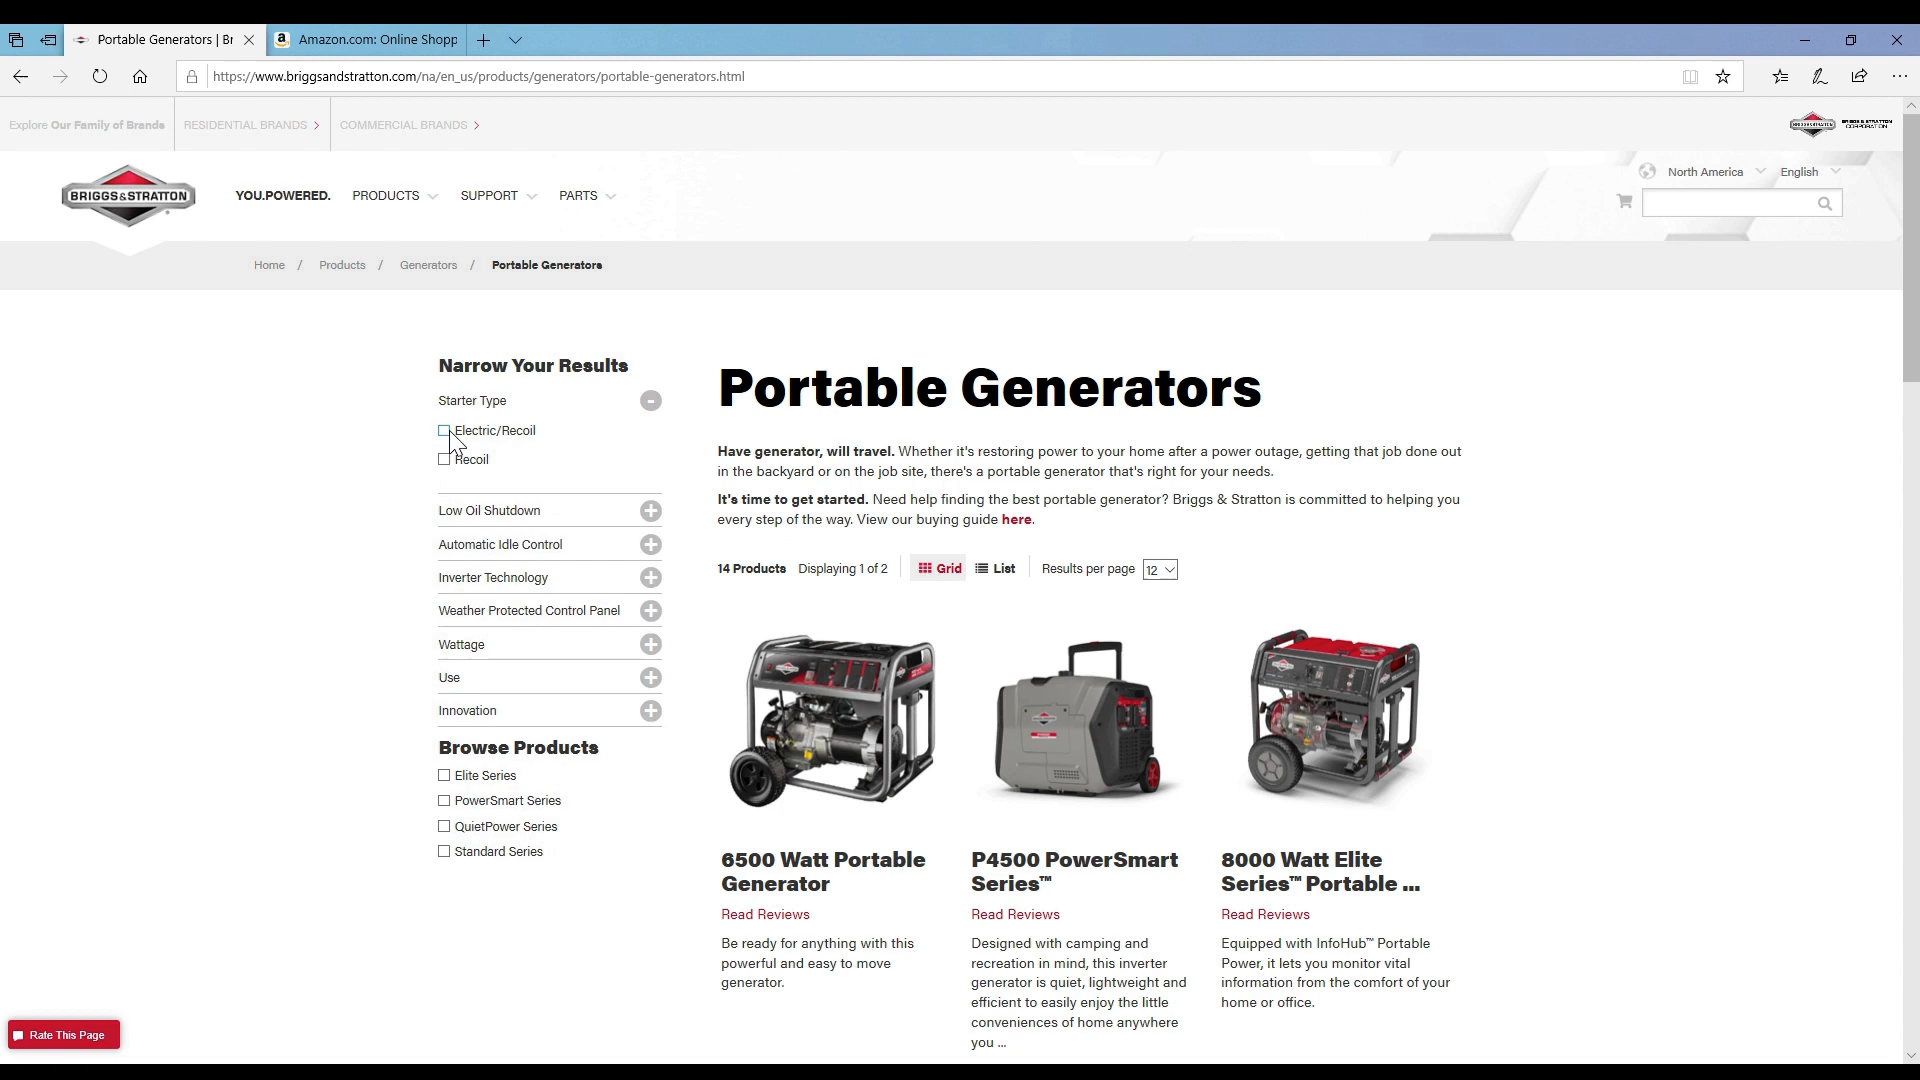 Portable Generators | Br
Amazon.com: Online Shopp
https://www.briggsandstratton.com/na/en_us/products/generators/portable-generators.html
Explore Our Family of Brands
RESIDENTIAL BRANDS
COMMERCIAL BRANDS
BRIGGS & STRATTON
BRIGGS & STRATTON
CORPORATION
BRIGGS & STRATTON
YOU.POWERED.
PRODUCTS
SUPPORT
PARTS
North America
English
Home / Products / Generators / Portable Generators
Narrow Your Results
Starter Type
Electric/Recoil
Recoil
Low Oil Shutdown
Automatic Idle Control
Inverter Technology
Weather Protected Control Panel
Wattage
Use
Innovation
Browse Products
Elite Series
PowerSmart Series
QuietPower Series
Standard Series
Portable Generators
Have generator, will travel. Whether it's restoring power to your home after a power outage, getting that job done out
in the backyard or on the job site, there's a portable generator that's right for your needs.
It's time to get started. Need help finding the best portable generator? Briggs & Stratton is committed to helping you
every step of the way. View our buying guide here.
14 Products Displaying 1 of 2 Grid List Results per page 12
6500 Watt Portable
Generator
Read Reviews
Be ready for anything with this
powerful and easy to move
generator.
P4500 PowerSmart
Series™
Read Reviews
Designed with camping and
recreation in mind, this inverter
generator is quiet, lightweight and
efficient to easily enjoy the little
conveniences of home anywhere
you ...
8000 Watt Elite
Series™ Portable ...
Read Reviews
Equipped with InfoHub™ Portable
Power, it lets you monitor vital
information from the comfort of your
home or office.
Rate This Page